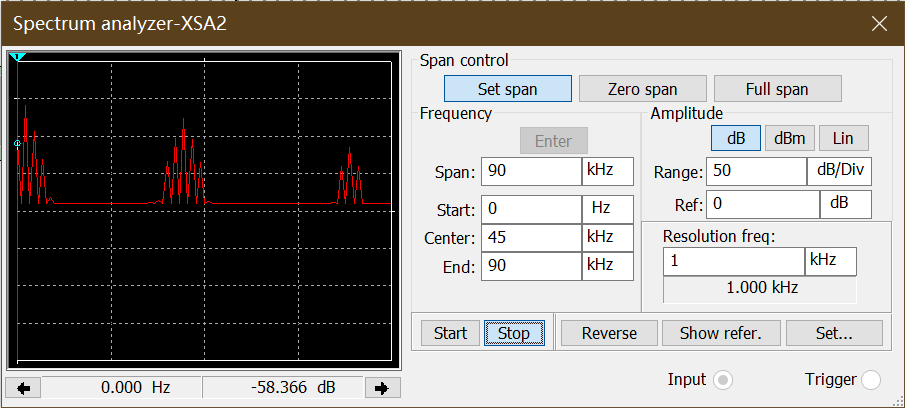 Spectrum analyzer-XSA2
1
Span control
Set span Zero span Full span
Frequency
Enter
Span: 90 kHz
Start: 0 Hz
Center: 45 kHz
End: 90 kHz
Amplitude
dB dBm Lin
Range: 50 dB/Div
Ref: 0 dB
Resolution freq:
1 kHz
1.000 kHz
Start Stop Reverse Show refer. Set...
0.000 Hz -58.366 dB
Input Trigger